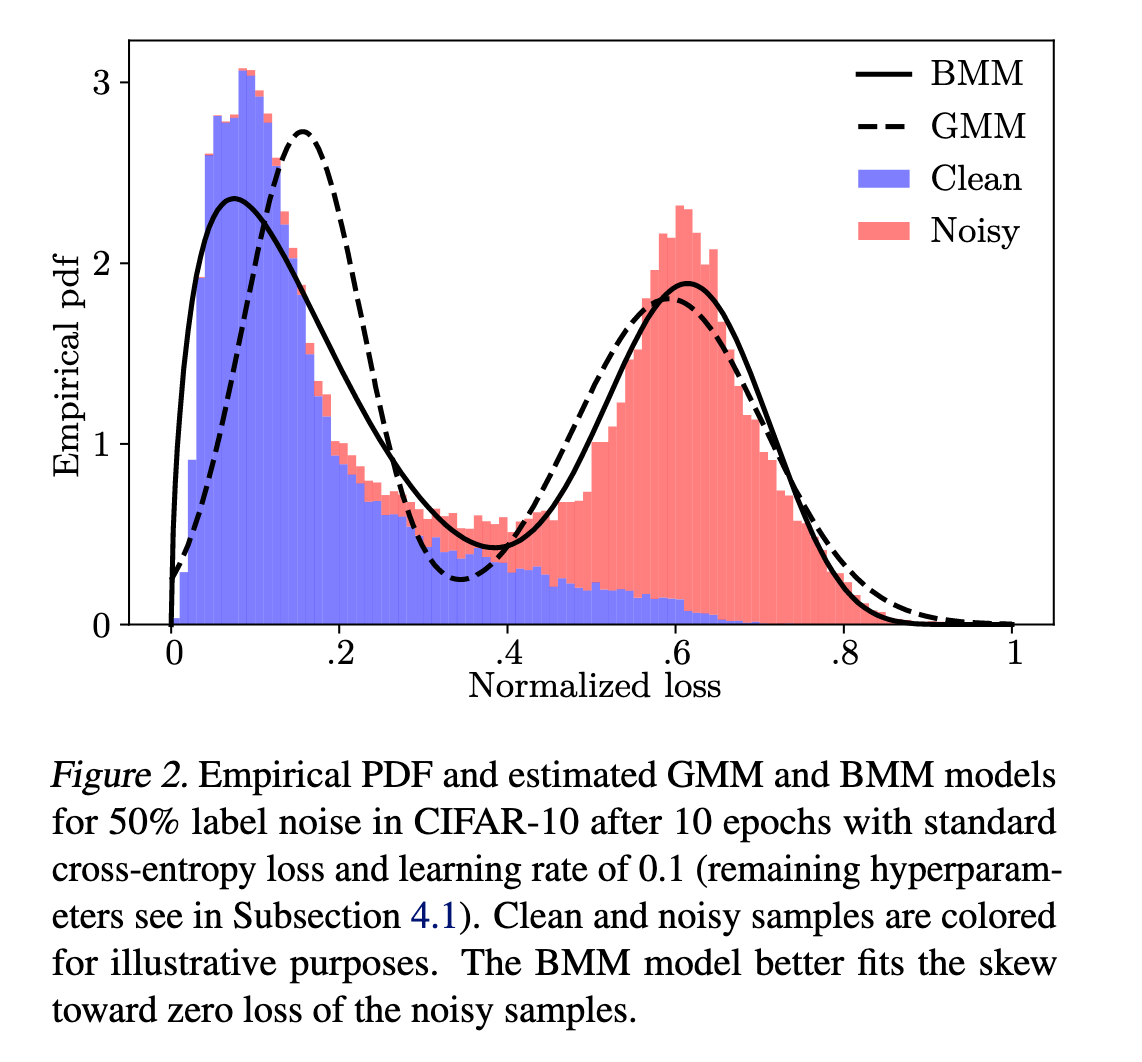 3
2
1
0
Empirical pdf
BMM
GMM
Clean
Noisy
0 .2 .4 .6 .8 1
Normalized loss
Figure 2. Empirical PDF and estimated GMM and BMM models
for 50% label noise in CIFAR-10 after 10 epochs with standard
cross-entropy loss and learning rate of 0.1 (remaining hyperparam-
eters see in Subsection 4.1). Clean and noisy samples are colored
for illustrative purposes. The BMM model better fits the skew
toward zero loss of the noisy samples.